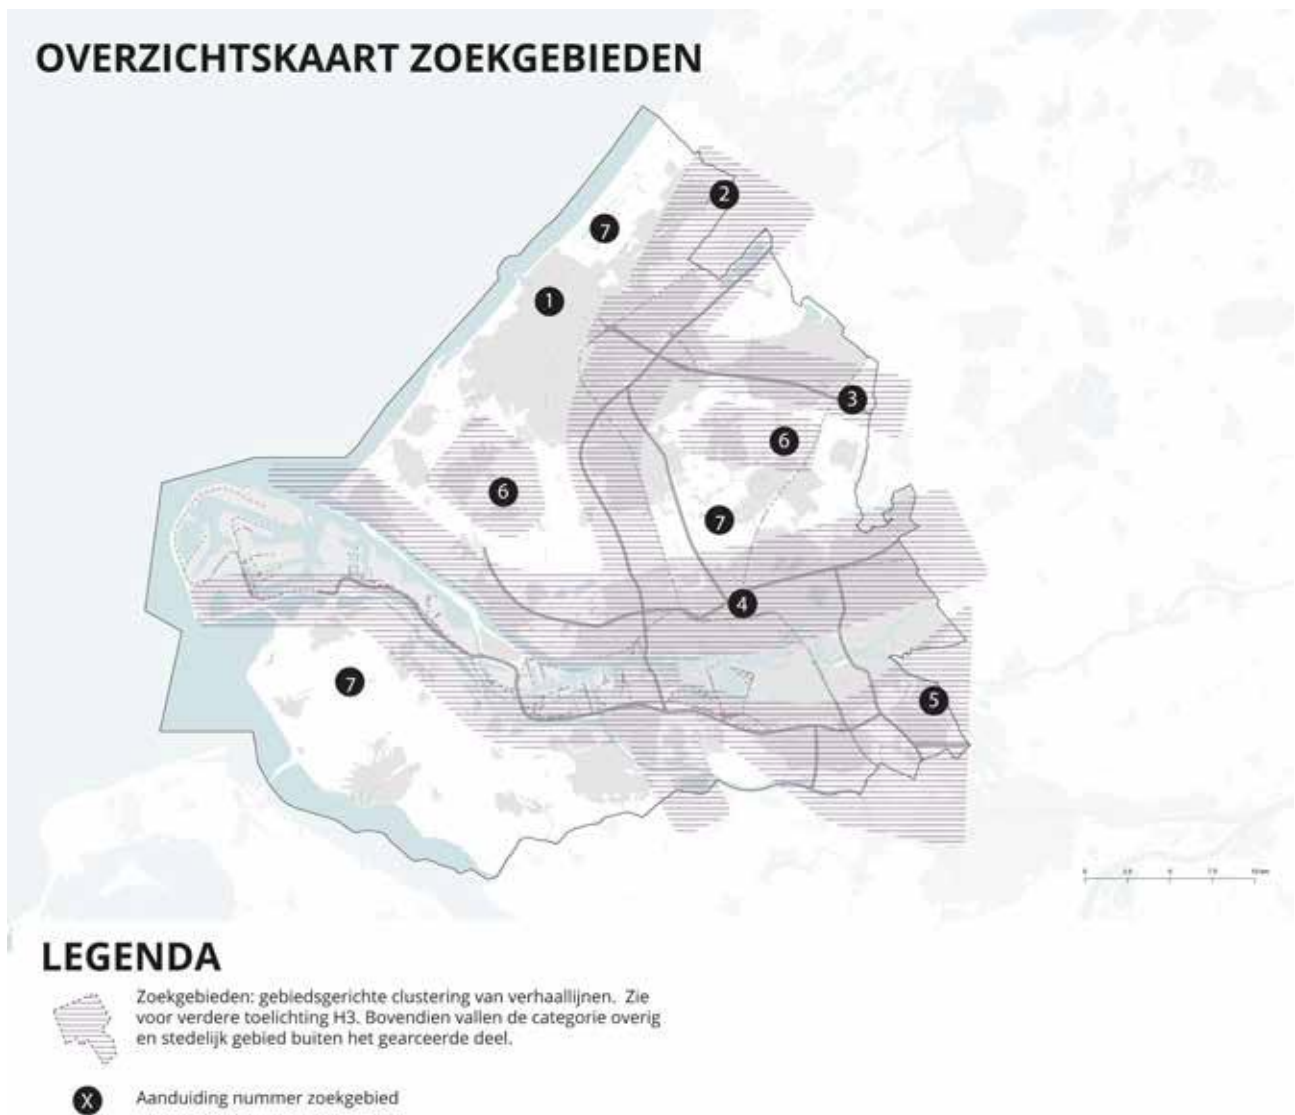 OVERZICHTSKAART ZOEKGEBIEDEN
2
7
1
3
6
6
7
4
7
5
LEGENDA
Zoekgebieden: gebiedsgerichte clustering van verhaallijnen. Zie
voor verdere toelichting H3. Bovendien vallen de categorie overig
en stedelijk gebied buiten het gearceerde deel.
X Aanduiding nummer zoekgebied